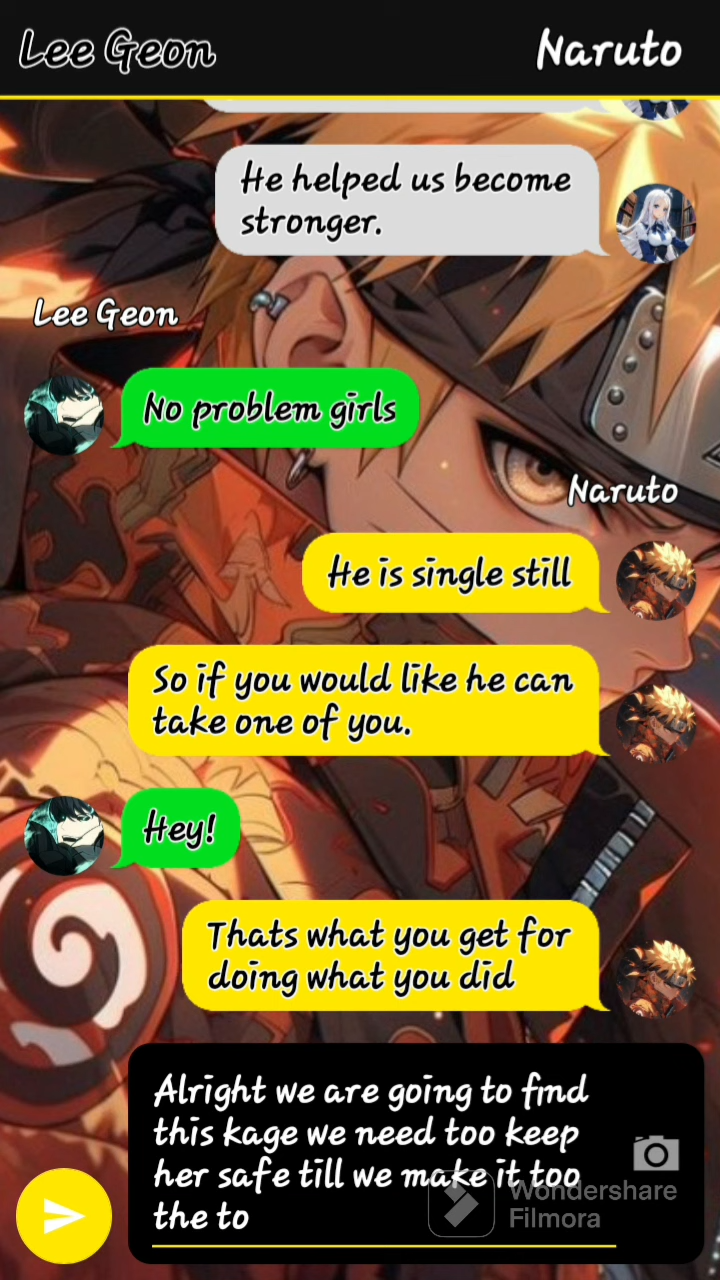 Lee Geon
Naruto
He helped us become
stronger.
Lee Geon
No problem girls
Naruto
He is single still
So if you would like he can
take one of you.
Hey!
Thats what you get for
doing what you did
Alright we are going to find
this kage we need too keep
her safe till we make it too
the to
Wondershare
Filmora